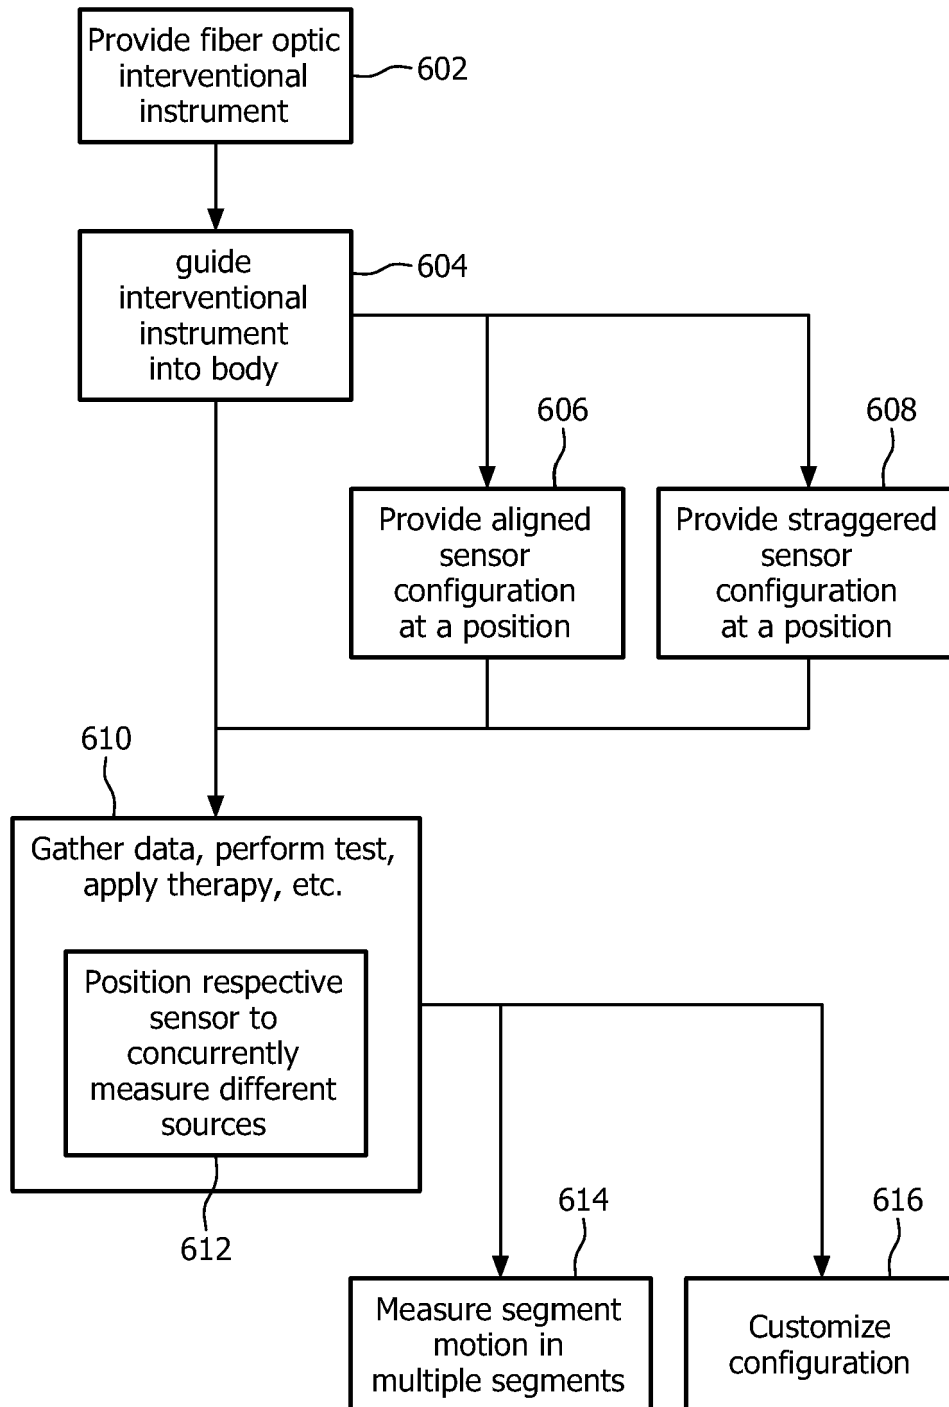 Provide fiber optic
interventional
instrument
602
guide
interventional
instrument
into body
604
606
608
Provide aligned
sensor
configuration
at a position
Provide straggered
sensor
configuration
at a position
610
Gather data, perform test,
apply therapy, etc.
Position respective
sensor to
concurrently
measure different
sources
612
614
616
Measure segment
motion in
multiple segments
Customize
configuration